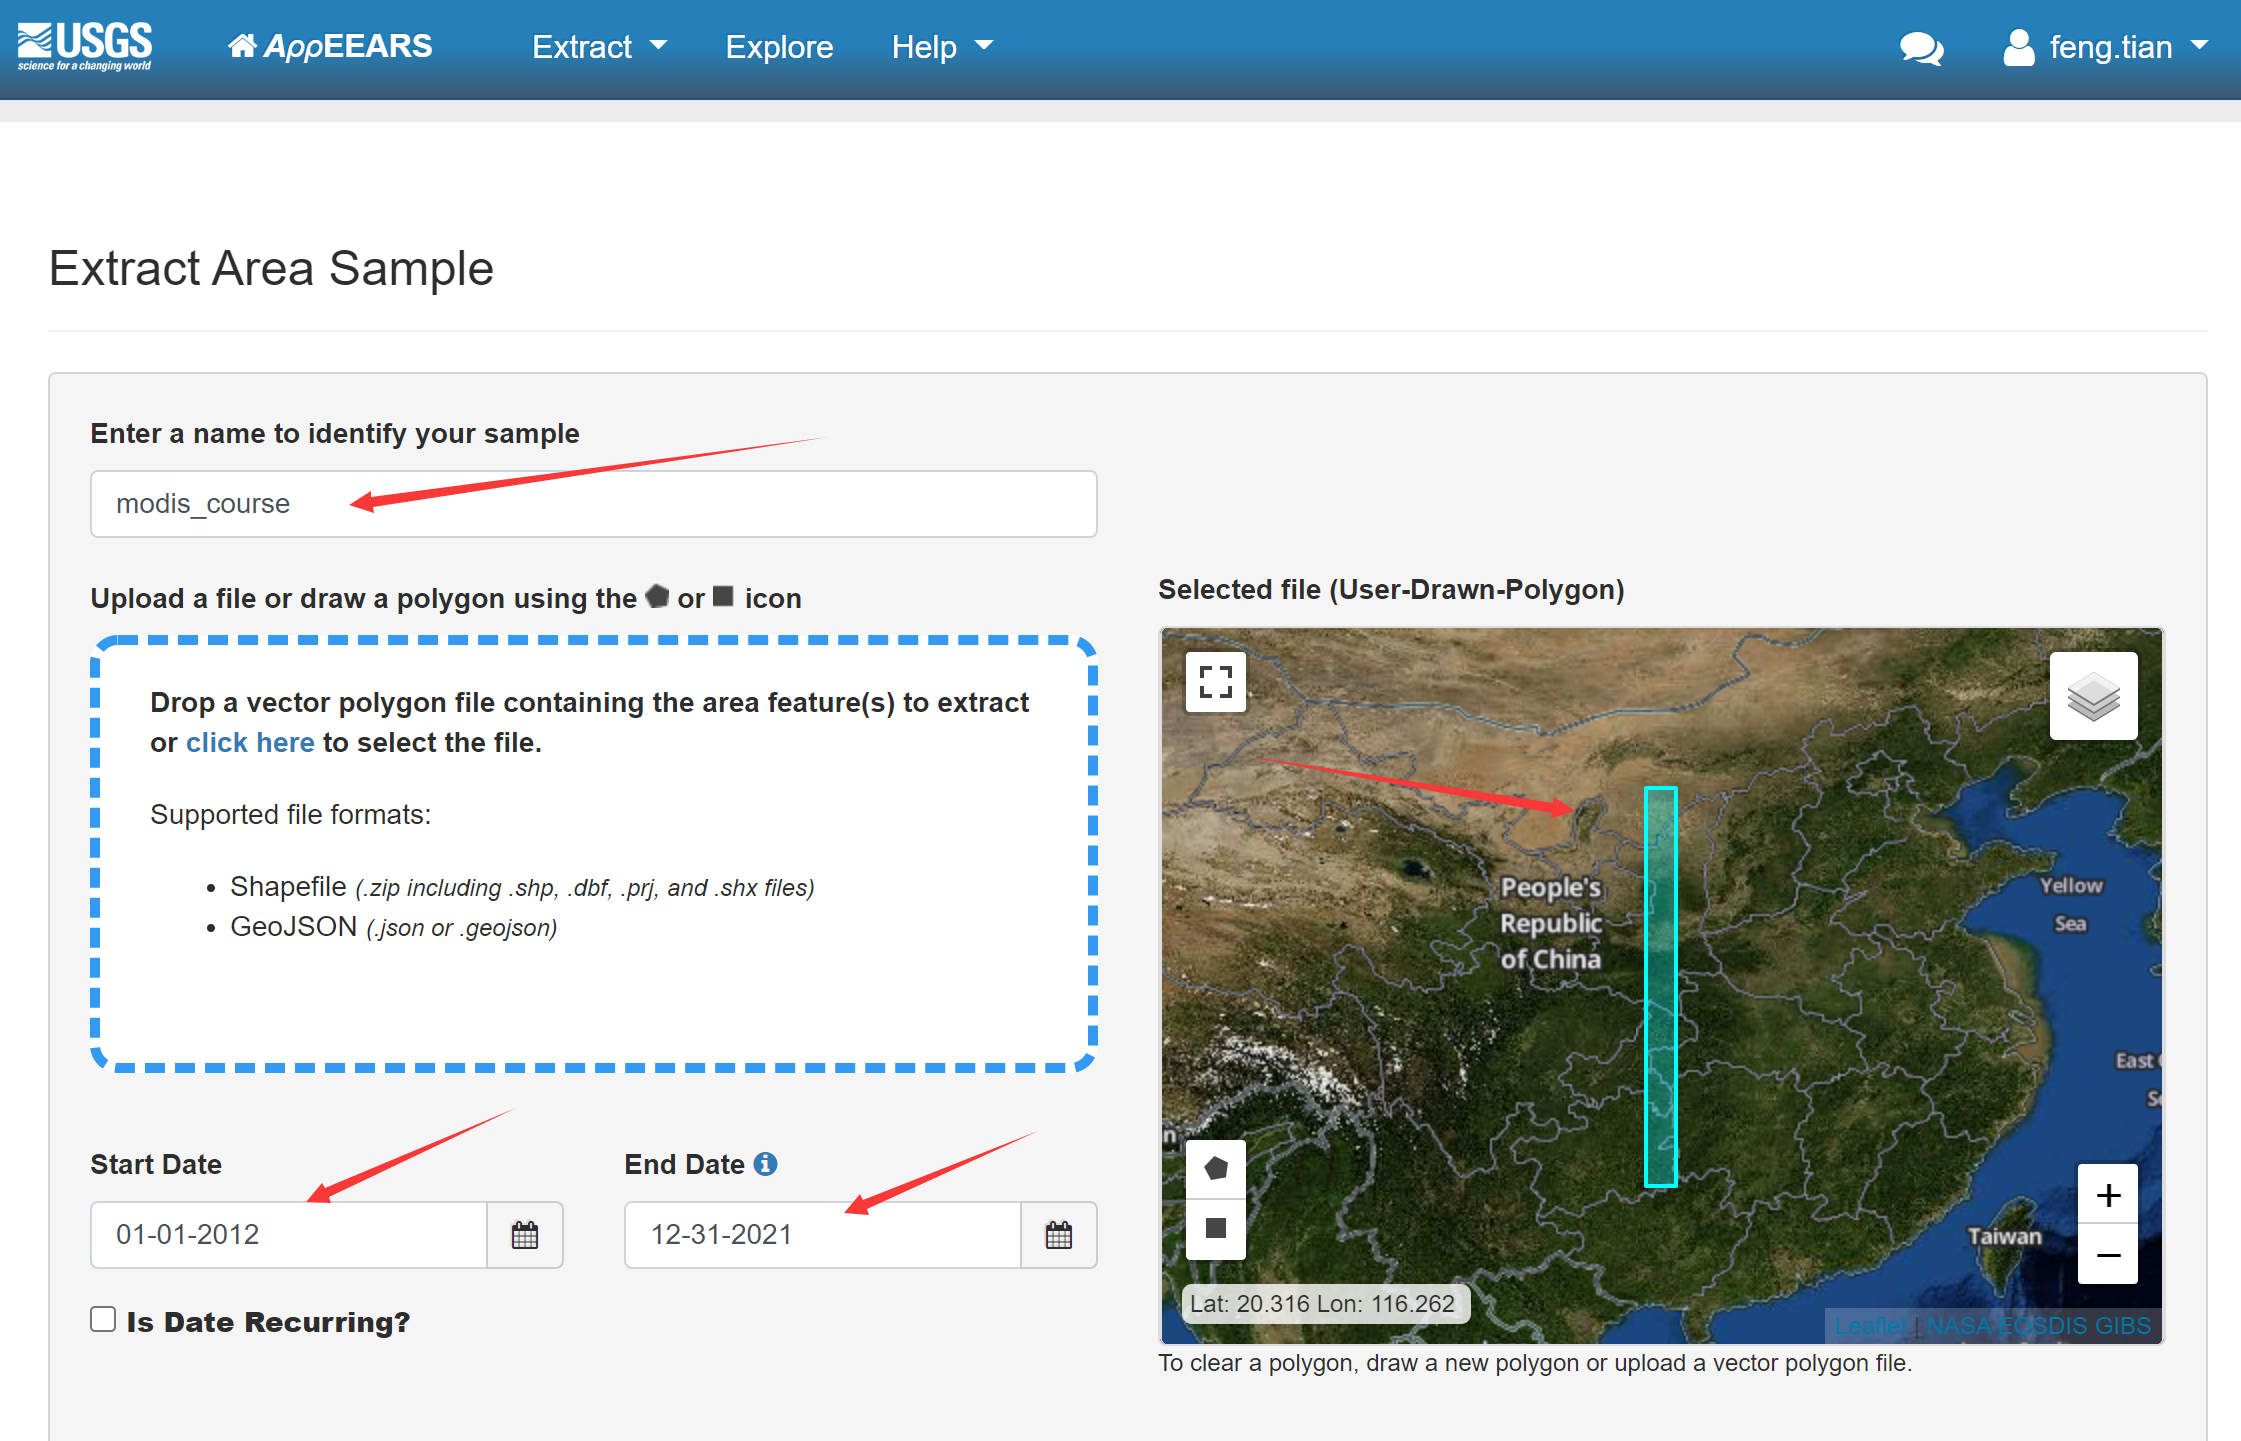 USGS
science for a changing world
AppEEARS
Extract
Explore
Help
feng.tian
Extract Area Sample
Enter a name to identify your sample
modis_course
Upload a file or draw a polygon using the or icon
Drop a vector polygon file containing the area feature(s) to extract
or click here to select the file.
Supported file formats:
• Shapefile (.zip including .shp, .dbf, .prj, and .shx files)
• GeoJSON (.json or .geojson)
Start Date
End Date
01-01-2012
12-31-2021
Is Date Recurring?
Selected file (User-Drawn-Polygon)
People's
Republic
of China
Yellow
Sea
East
Taiwan
+
−
Lat: 20.316 Lon: 116.262
Leaflet | NASA EOSDIS GIBS
To clear a polygon, draw a new polygon or upload a vector polygon file.